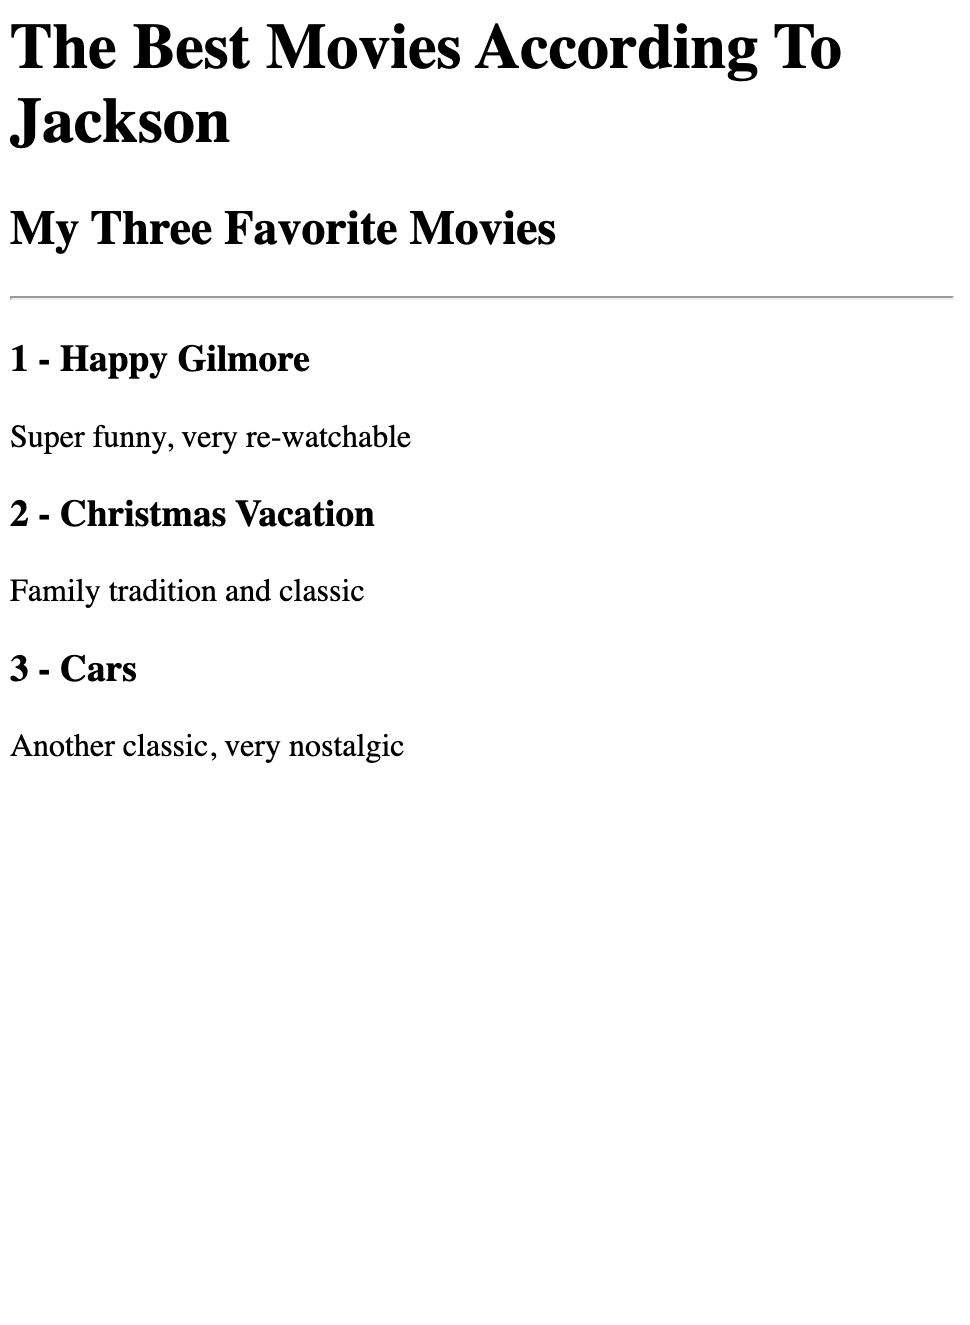 The Best Movies According To
Jackson
My Three Favorite Movies
1 - Happy Gilmore
Super funny, very re-watchable
2 - Christmas Vacation
Family tradition and classic
3 - Cars
Another classic, very nostalgic